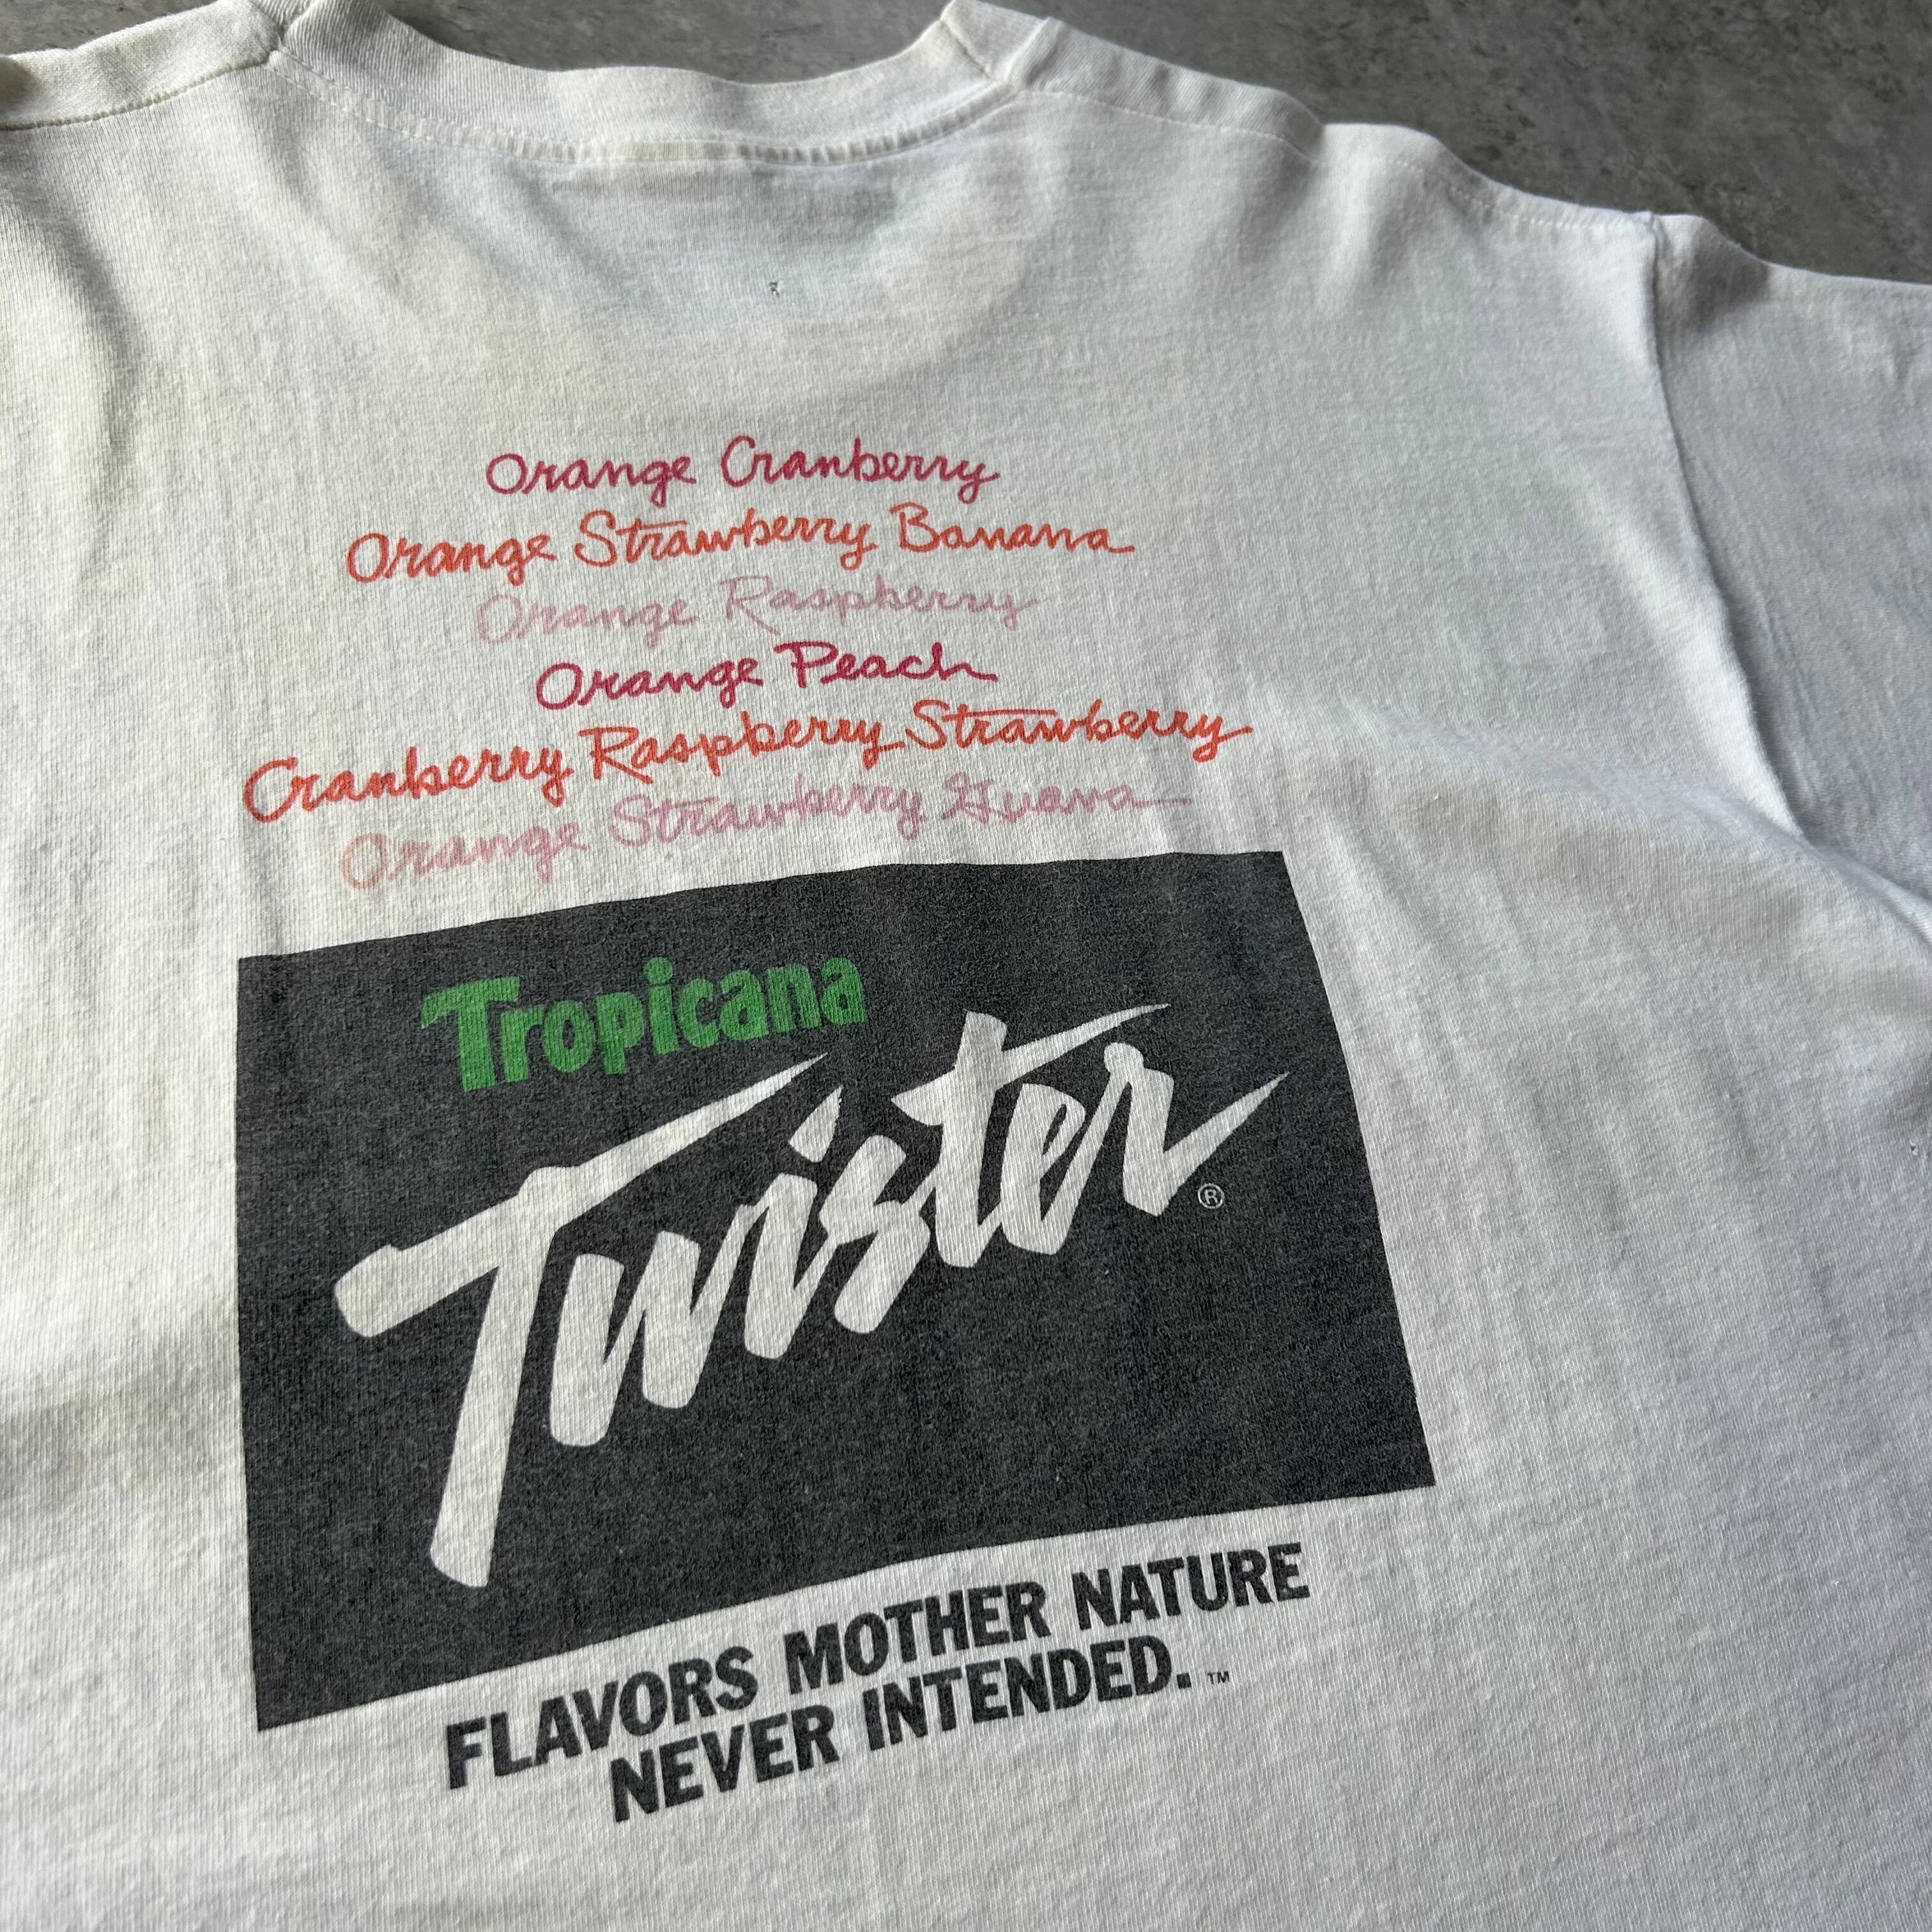 Orange Cranberry
Orange Strawberry Banana
Orange Raspberry
Orange Peach
Cranberry Raspberry Strawberry
Orange Strawberry Guava
Tropicana
Twister®
FLAVORS MOTHER NATURE
NEVER INTENDED.™